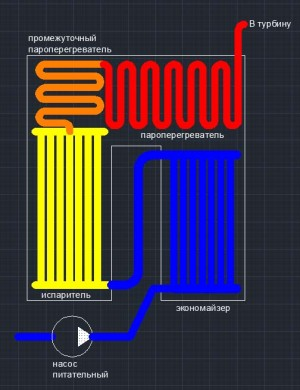 В турбину
промежуточный
пароперегреватель
пароперегреватель
испаритель
экономайзер
насос
питательный